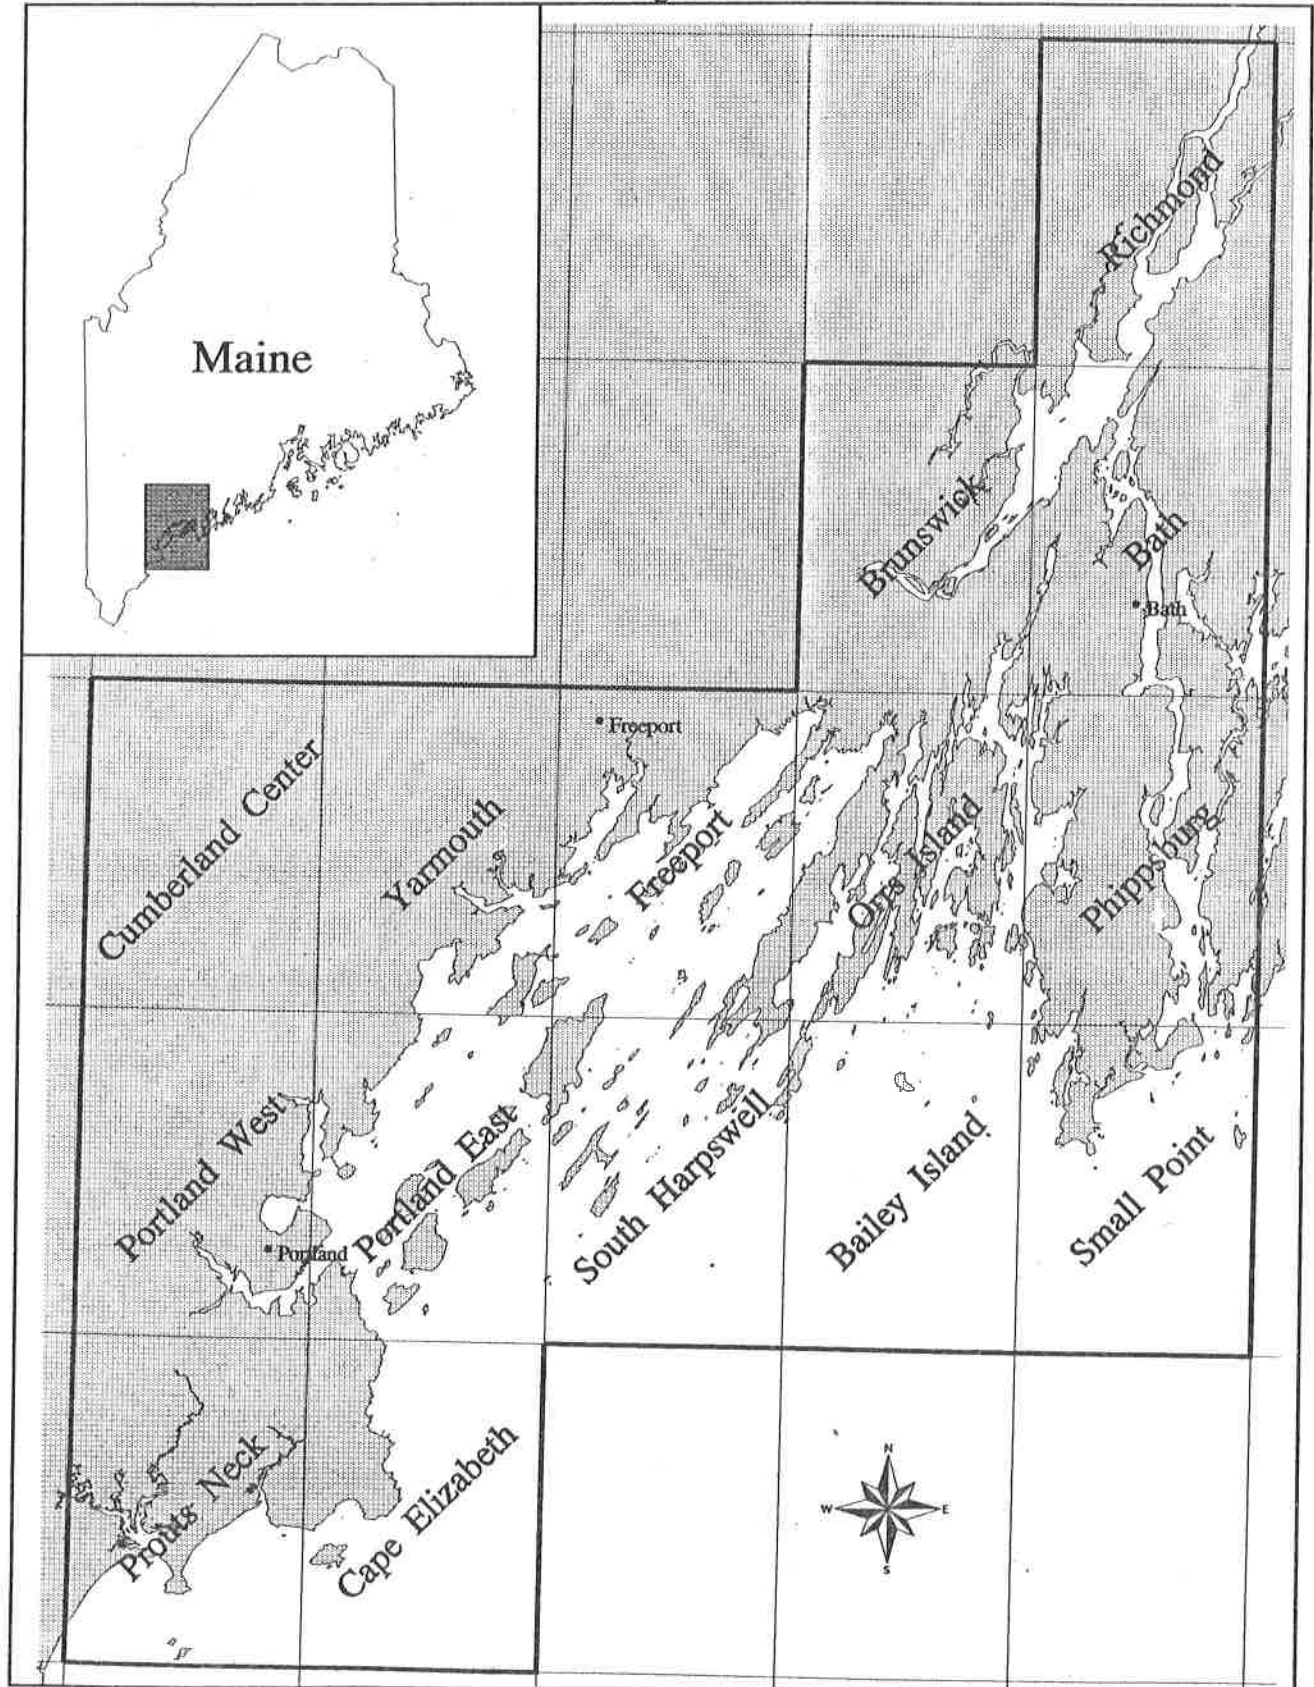 Maine
Richmond
Brunswick
Bath
Bath
Freeport
Cumberland Center
Yarmouth
Freeport
Orrs Island
Phippsburg
Portland West
Portland East
South Harpswell
Bailey Island
Small Point
Portland
Prouts Neck
Cape Elizabeth
N
W
E
S